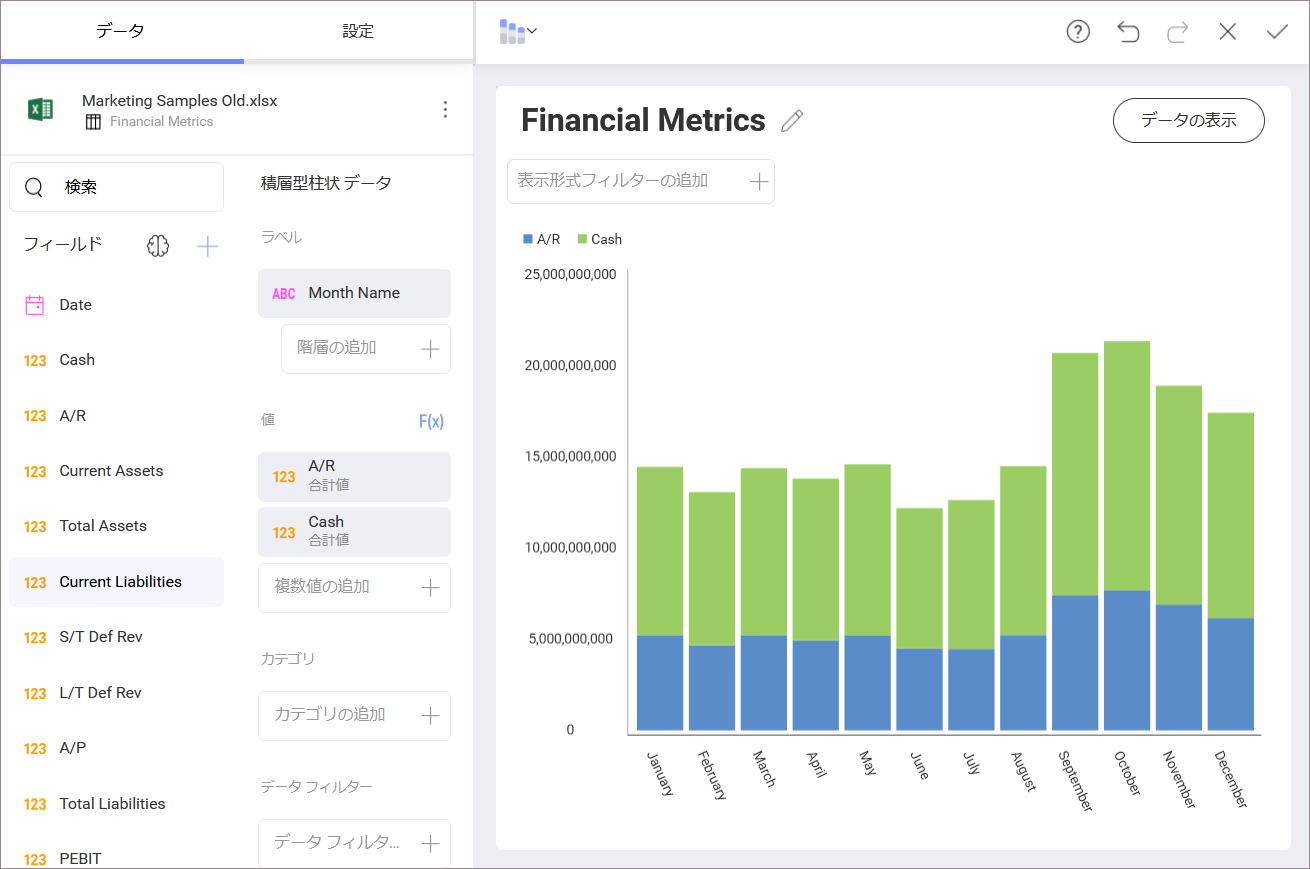 データ
設定
Marketing Samples Old.xlsx
Financial Metrics
検索
フィールド
Date
123 Cash
123 A/R
123 Current Assets
123 Total Assets
123 Current Liabilities
123 S/T Def Rev
123 L/T Def Rev
123 A/P
123 Total Liabilities
123 PEBIT
積層型柱状 データ
ラベル
ABC Month Name
階層の追加
値
F(x)
123 A/R
合計値
123 Cash
合計値
複数値の追加
カテゴリ
カテゴリの追加
データ フィルター
データ フィルタ...
Financial Metrics
データの表示
表示形式フィルターの追加
A/R Cash
25,000,000,000
20,000,000,000
15,000,000,000
10,000,000,000
5,000,000,000
0
January
February
March
April
May
June
July
August
September
October
November
December